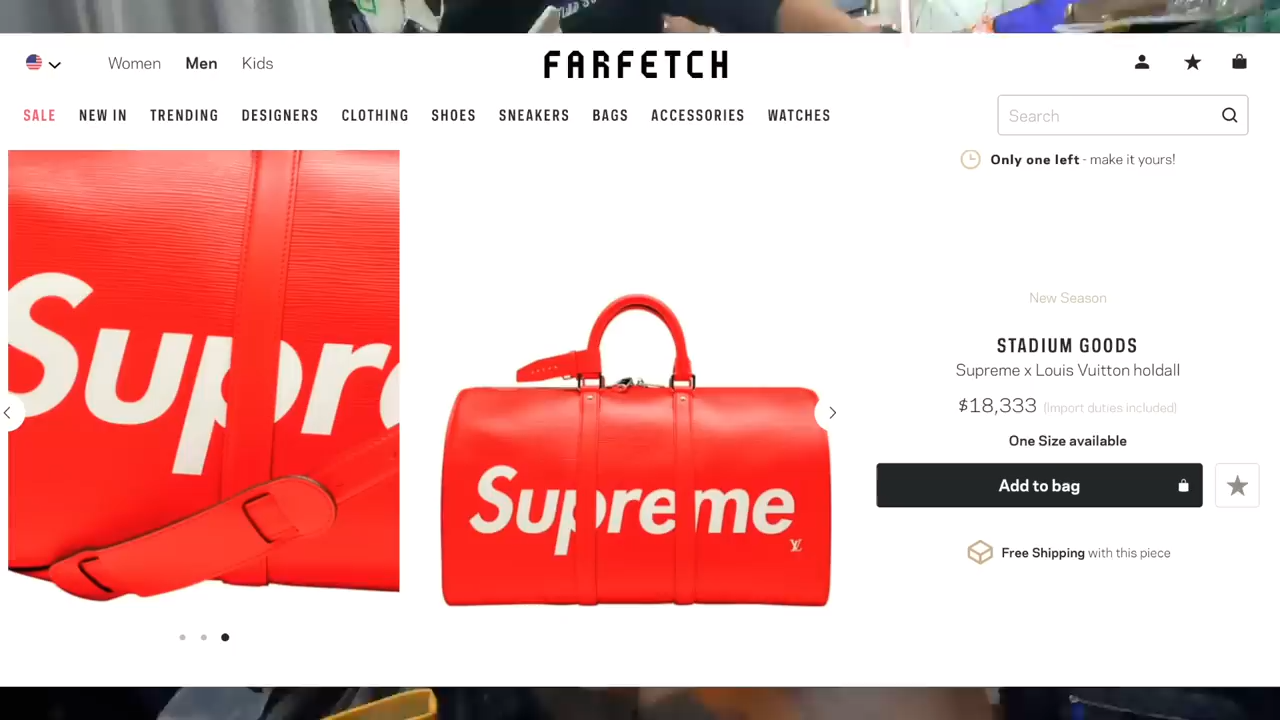 Women Men Kids
FARFETCH
SALE NEW IN TRENDING DESIGNERS CLOTHING SHOES SNEAKERS BAGS ACCESSORIES WATCHES
Search
Only one left - make it yours!
Supre
Supreme
LV
New Season
STADIUM GOODS
Supreme x Louis Vuitton holdall
$18,333 (Import duties included)
One Size available
Add to bag
Free Shipping with this piece